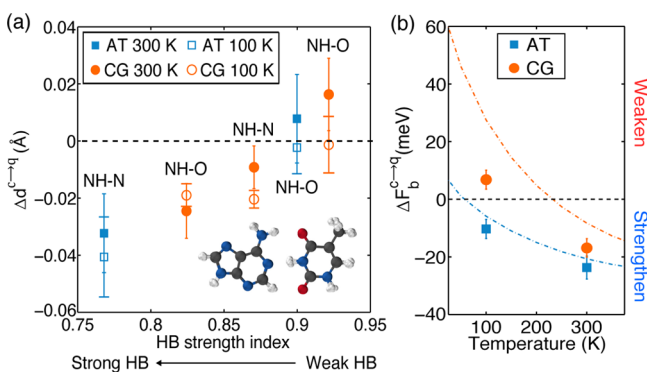 (a)
AT 300 K
AT 100 K
CG 300 K
CG 100 K
NH-O
NH-N
NH-O
NH-N
NH-O
0.04
0.02
0
−0.02
−0.04
−0.06
Δd^c→q (Å)
0.75
0.8
0.85
0.9
0.95
HB strength index
Strong HB
Weak HB
(b)
AT
CG
60
40
20
0
−20
−40
ΔF_b^c→q (meV)
0
100
200
300
Temperature (K)
Weaken
Strengthen